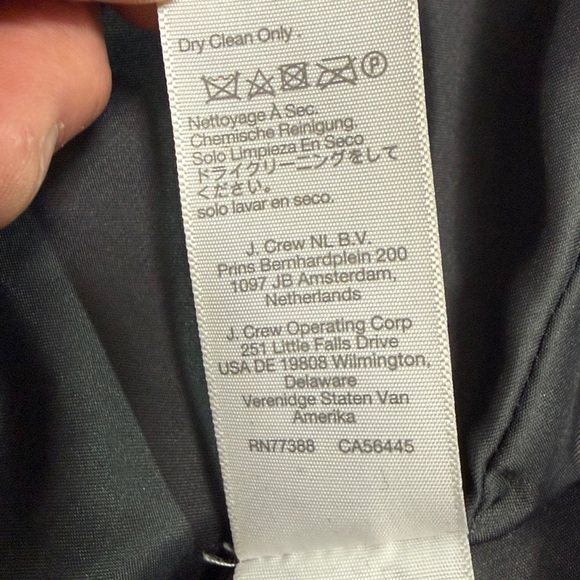 Dry Clean Only .
P
Nettoyage À Sec.
Chemische Reinigung.
Solo Limpieza En Seco
ドライクリーニングをして
ください。
solo lavar en seco.
J. Crew NL B.V.
Prins Bernhardplein 200
1097 JB Amsterdam,
Netherlands
J. Crew Operating Corp
251 Little Falls Drive
USA DE 19808 Wilmington,
Delaware
Verenidge Staten Van
Amerika
RN77388 CA56445